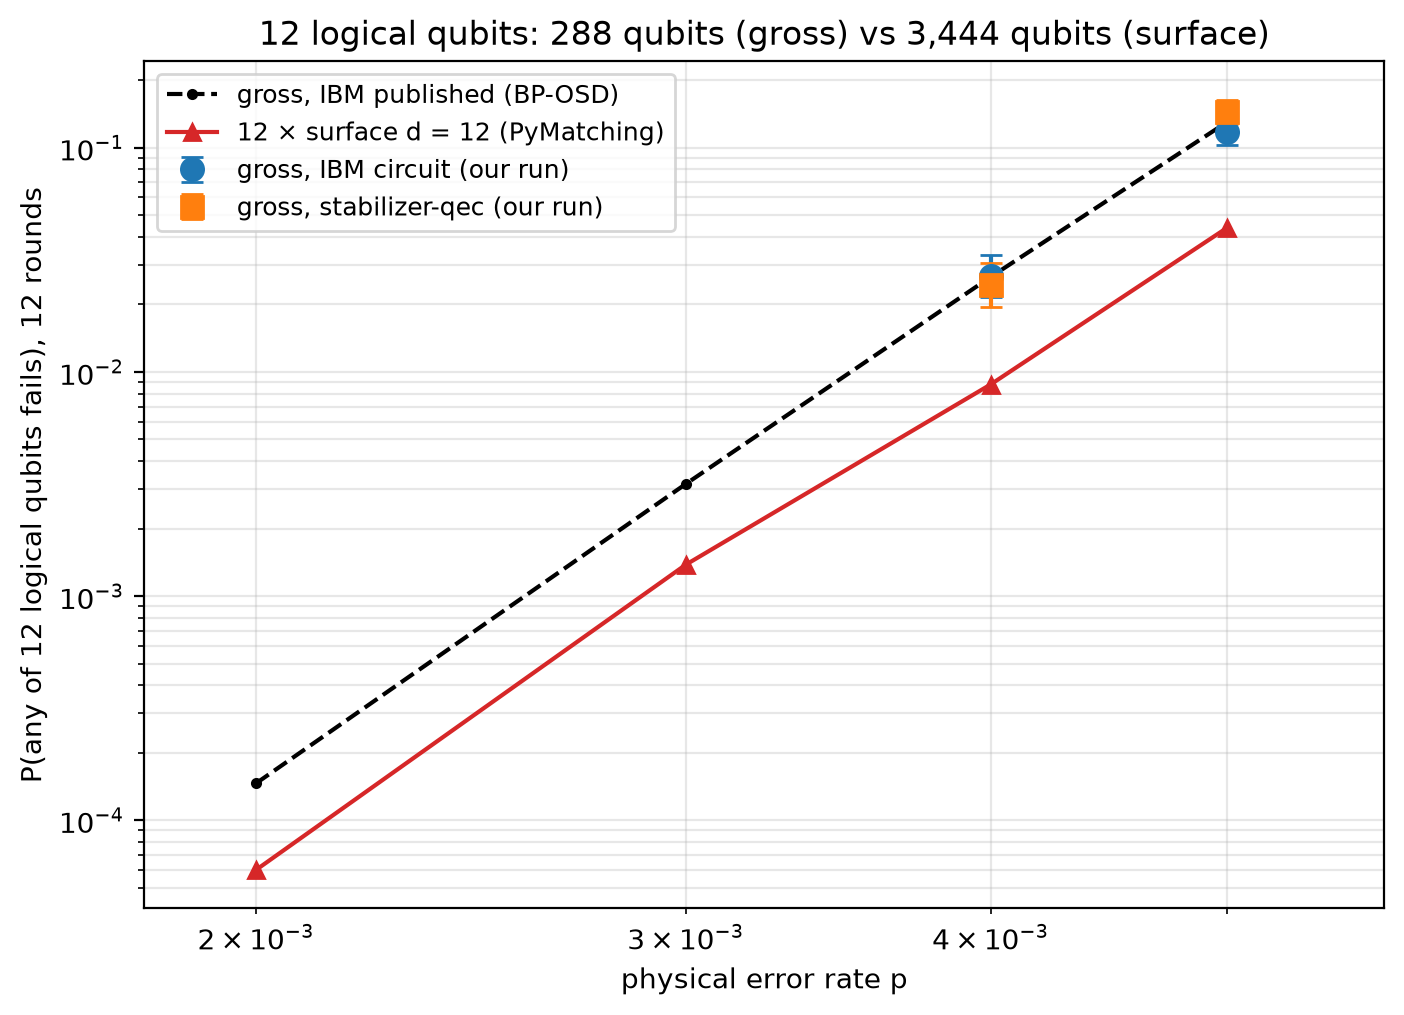 12 logical qubits: 288 qubits (gross) vs 3,444 qubits (surface)
gross, IBM published (BP-OSD)
12 × surface d = 12 (PyMatching)
gross, IBM circuit (our run)
gross, stabilizer-qec (our run)
P(any of 12 logical qubits fails), 12 rounds
10⁻¹
10⁻²
10⁻³
10⁻⁴
2 × 10⁻³
3 × 10⁻³
4 × 10⁻³
physical error rate p